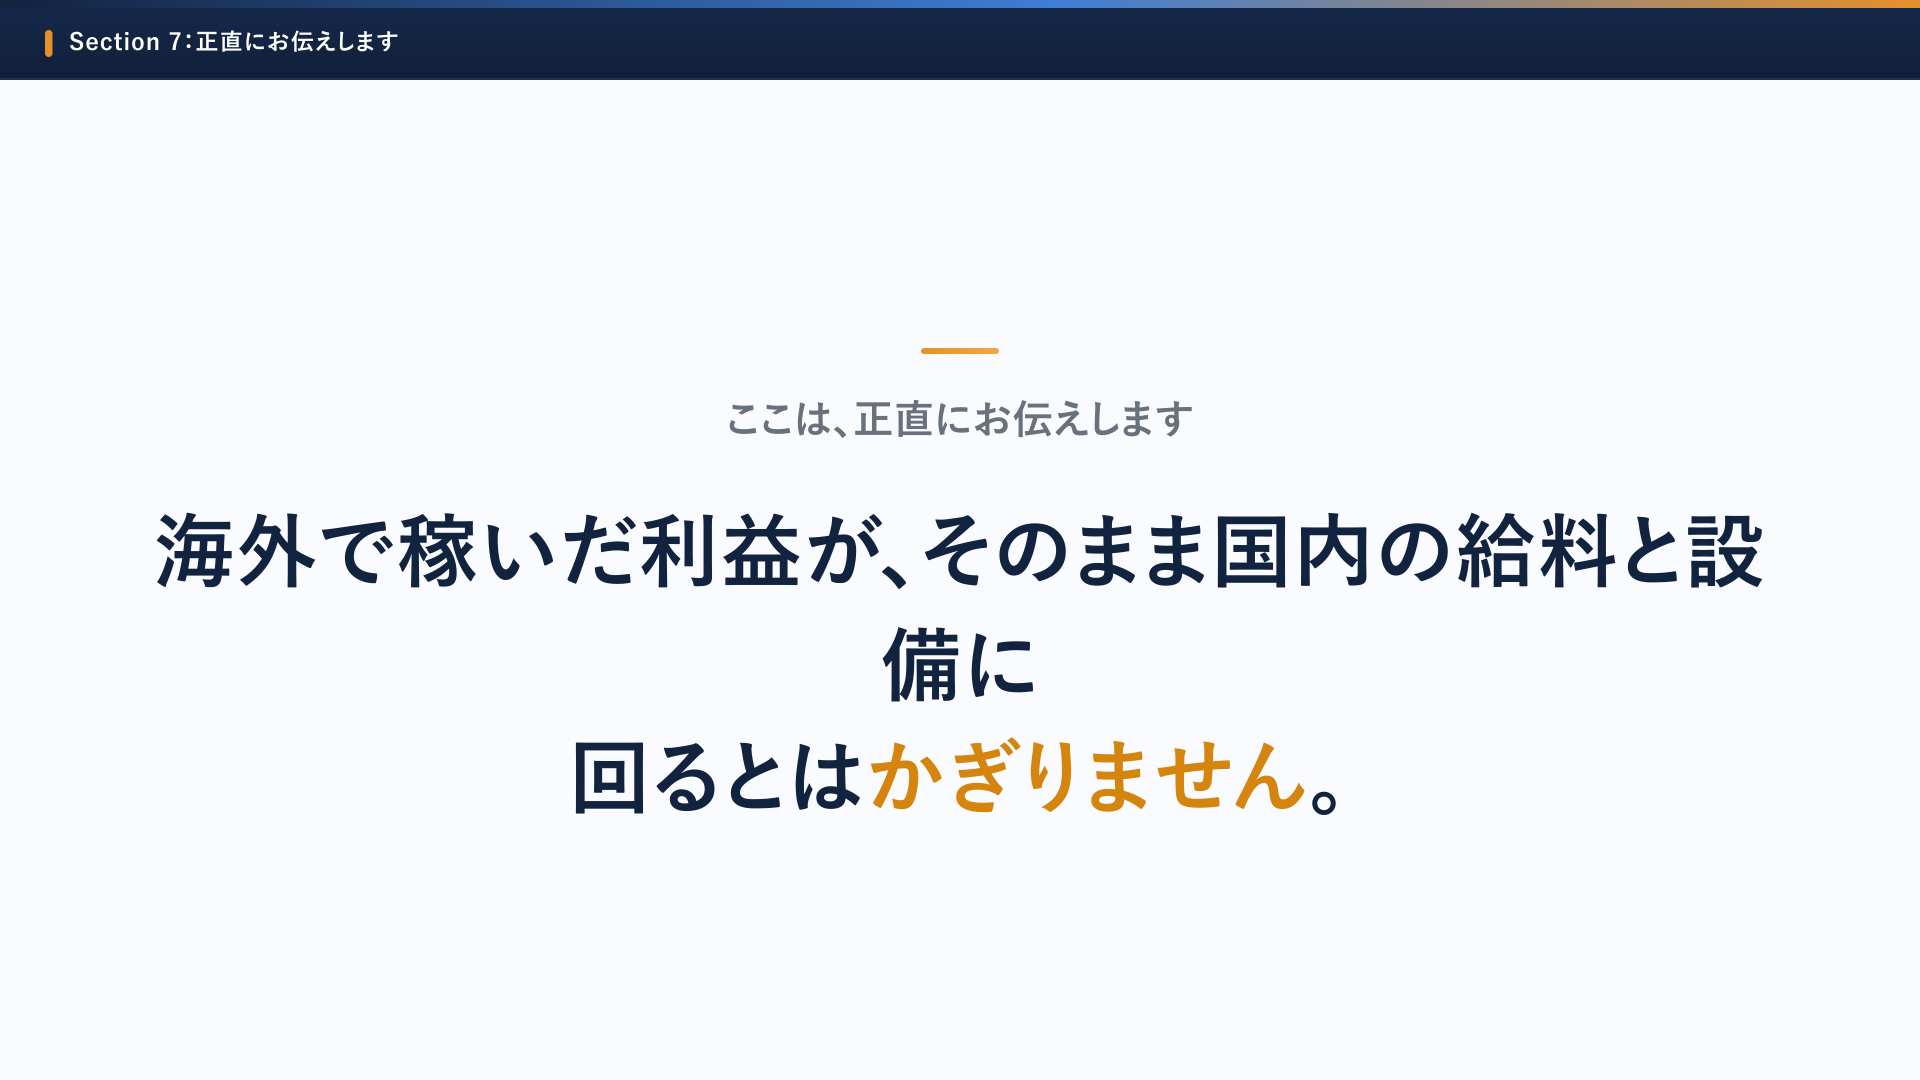 Section 7：正直にお伝えします
ここは、正直にお伝えします
海外で稼いだ利益が、そのまま国内の給料と設
備に
回るとはかぎりません。